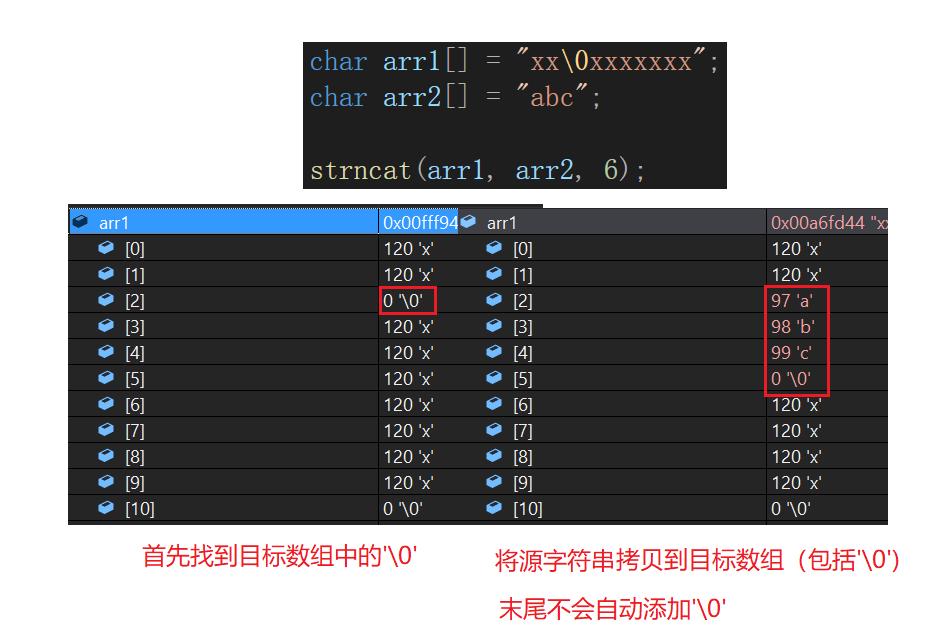 char arr1[] = "xx\0xxxxxxx";
char arr2[] = "abc";
strncat(arr1, arr2, 6);
arr1 0x00fff94 arr1 0x00a6fd44 "xx
[0] 120 'x' [0] 120 'x'
[1] 120 'x' [1] 120 'x'
[2] 0 '\0' [2] 97 'a'
[3] 120 'x' [3] 98 'b'
[4] 120 'x' [4] 99 'c'
[5] 120 'x' [5] 0 '\0'
[6] 120 'x' [6] 120 'x'
[7] 120 'x' [7] 120 'x'
[8] 120 'x' [8] 120 'x'
[9] 120 'x' [9] 120 'x'
[10] 0 '\0' [10] 0 '\0'
首先找到目标数组中的'\0' 将源字符串拷贝到目标数组（包括'\0'）
末尾不会自动添加'\0'